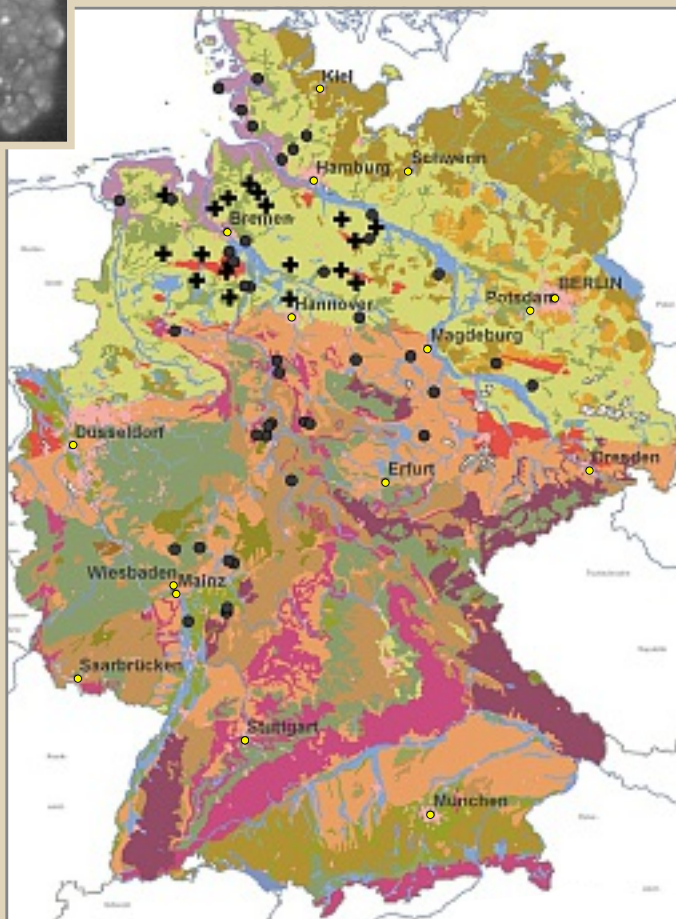 Kiel
Schwerin
Hamburg
Bremen
BERLIN
Potsdam
Hannover
Magdeburg
Düsseldorf
Dresden
Erfurt
Wiesbaden
Mainz
Saarbrücken
Stuttgart
München